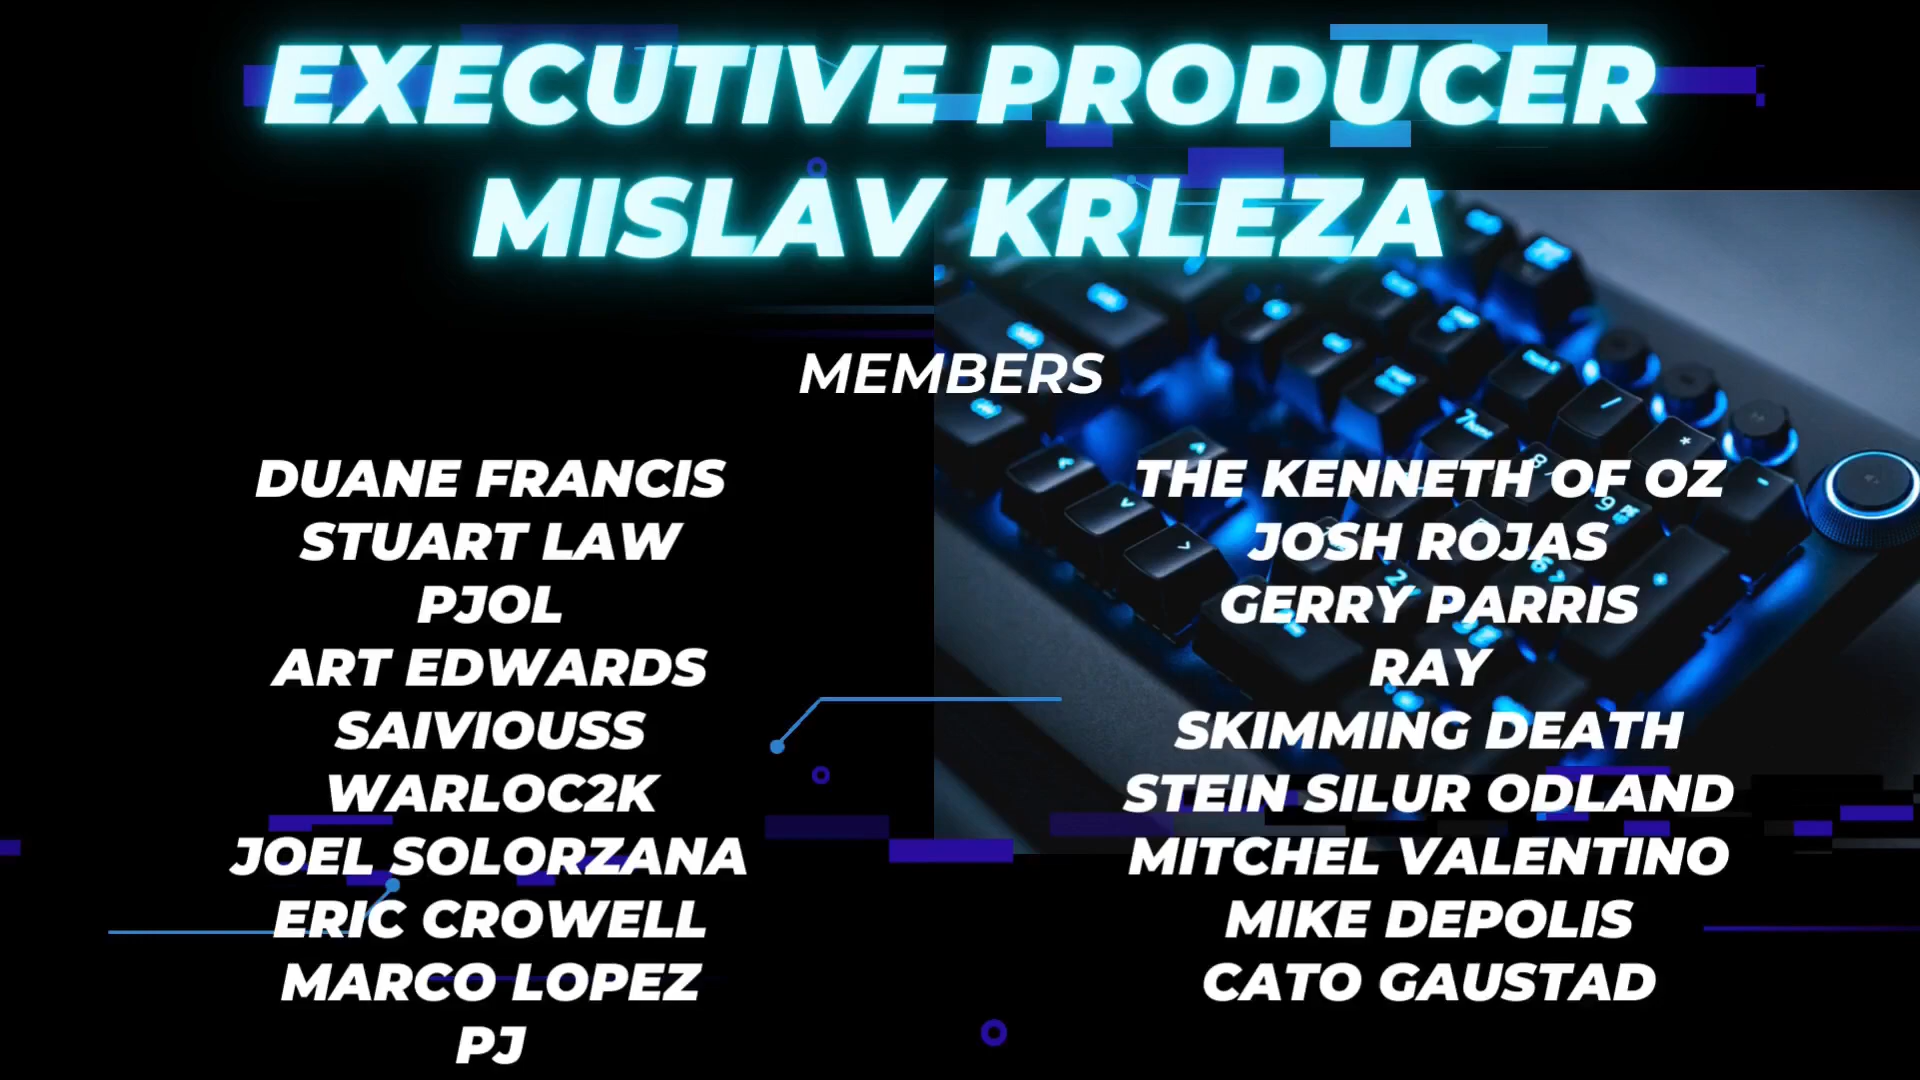 EXECUTIVE PRODUCER
MISLAV KRLEZA
MEMBERS
DUANE FRANCIS
STUART LAW
PJOL
ART EDWARDS
SAIVIOUSS
WARLOC2K
JOEL SOLORZANA
ERIC CROWELL
MARCO LOPEZ
PJ
THE KENNETH OF OZ
JOSH ROJAS
GERRY PARRIS
RAY
SKIMMING DEATH
STEIN SILUR ODLAND
MITCHEL VALENTINO
MIKE DEPOLIS
CATO GAUSTAD